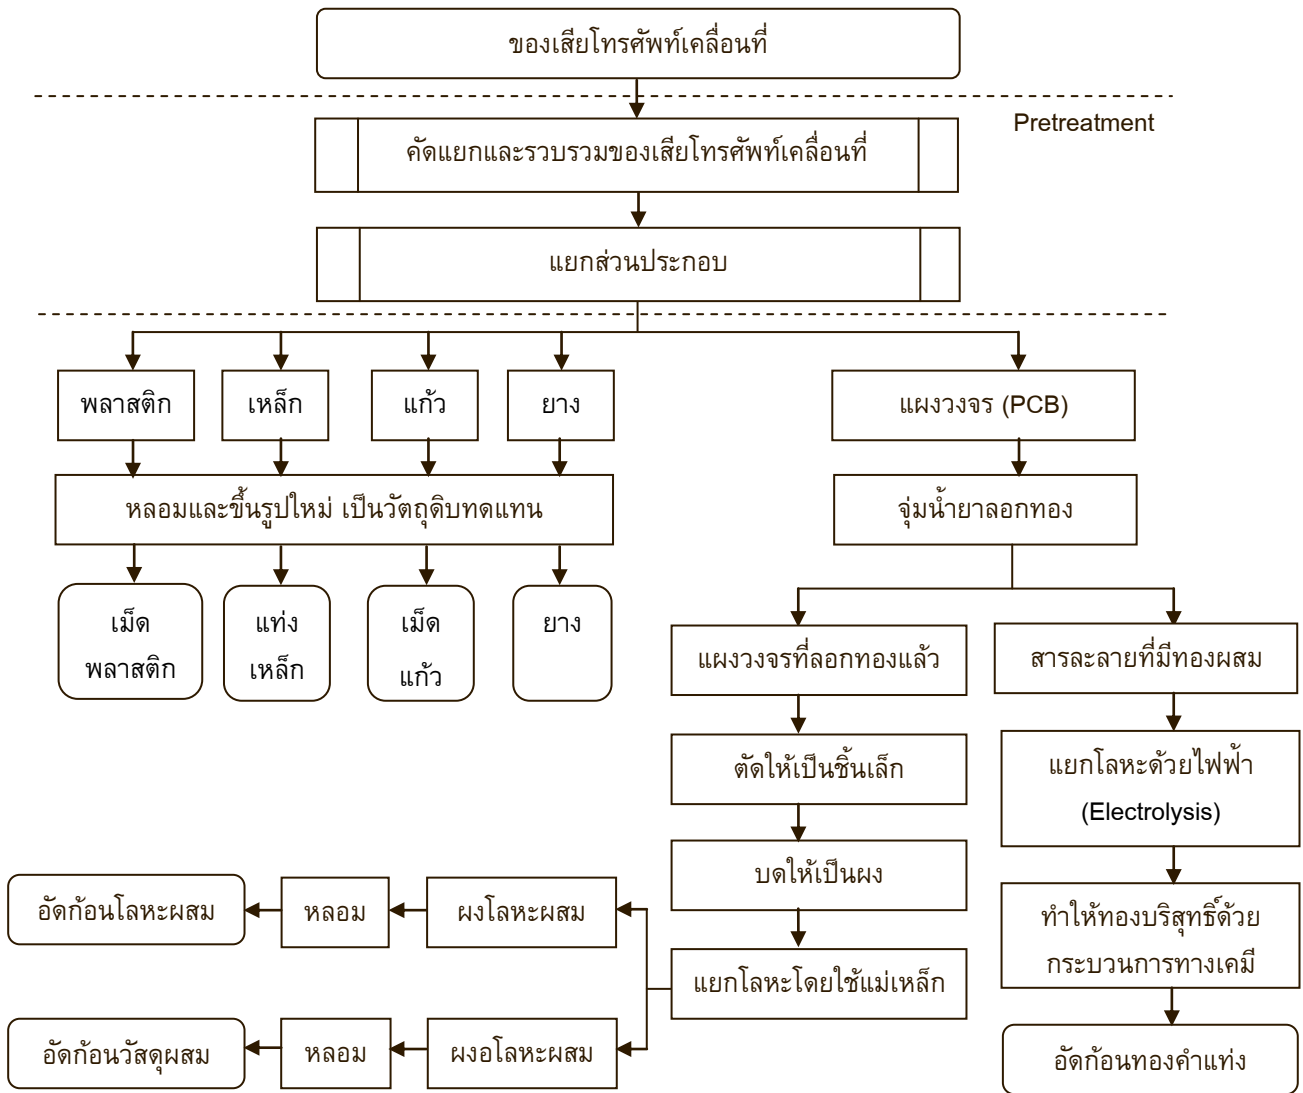 ของเสียโทรศัพท์เคลื่อนที่
Pretreatment
คัดแยกและรวบรวมของเสียโทรศัพท์เคลื่อนที่
แยกส่วนประกอบ
พลาสติก
เหล็ก
แก้ว
ยาง
แผงวงจร (PCB)
หลอมและขึ้นรูปใหม่ เป็นวัตถุดิบทดแทน
จุ่มน้ำยาลอกทอง
เม็ด
พลาสติก
แท่ง
เหล็ก
เม็ด
แก้ว
ยาง
แผงวงจรที่ลอกทองแล้ว
สารละลายที่มีทองผสม
ตัดให้เป็นชิ้นเล็ก
แยกโลหะด้วยไฟฟ้า
(Electrolysis)
บดให้เป็นผง
อัดก้อนโลหะผสม
หลอม
ผงโลหะผสม
ทำให้ทองบริสุทธิ์ด้วย
กระบวนการทางเคมี
แยกโลหะโดยใช้แม่เหล็ก
อัดก้อนวัสดุผสม
หลอม
ผงอโลหะผสม
อัดก้อนทองคำแท่ง